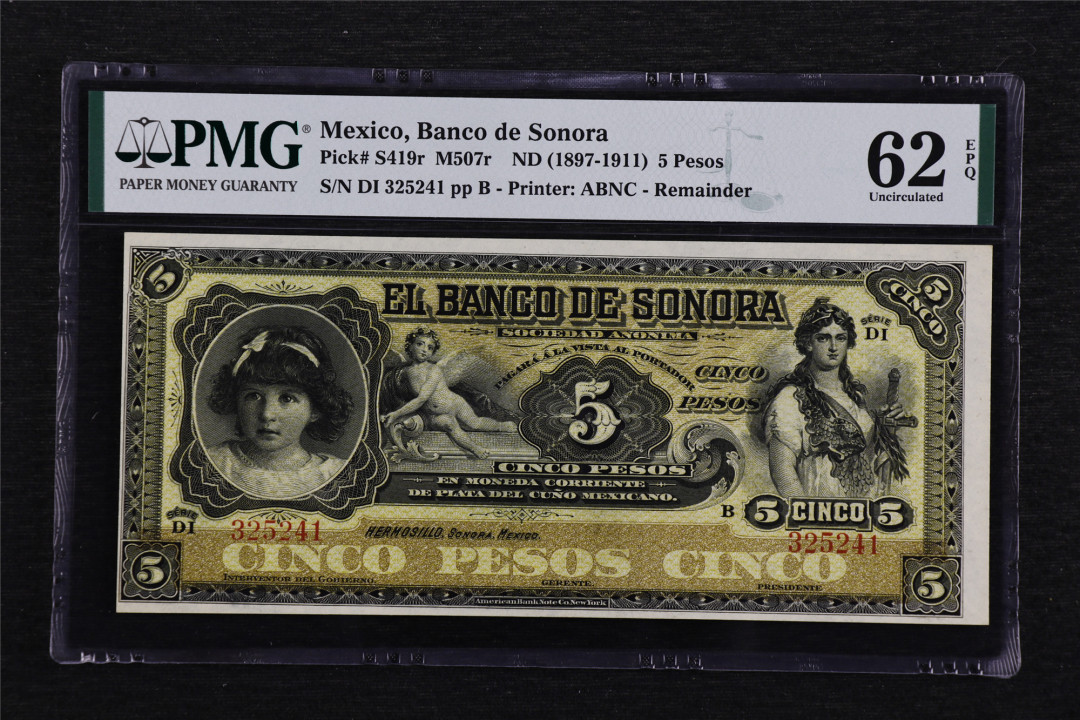 PMG®
PAPER MONEY GUARANTY
Mexico, Banco de Sonora
Pick# S419r M507r ND (1897-1911) 5 Pesos
S/N DI 325241 pp B - Printer: ABNC - Remainder
62
Uncirculated
EPQ
5
EL BANCO DE SONORA
SOCIEDAD ANONIMA
PAGARÁ Á LA VISTA AL PORTADOR
CINCO
PESOS
5
CINCO
SÉRIE
DI
5
CINCO PESOS
EN MONEDA CORRIENTE
DE PLATA DEL CUÑO MEXICANO.
B 5 CINCO 5
SÉRIE
DI
325241
HERMOSILLO, SONORA, MEXICO.
325241
CINCO PESOS CINCO
5
INTERVENTOR DEL GOBIERNO.
GERENTE
PRESIDENTE
5
American Bank Note Co. New York